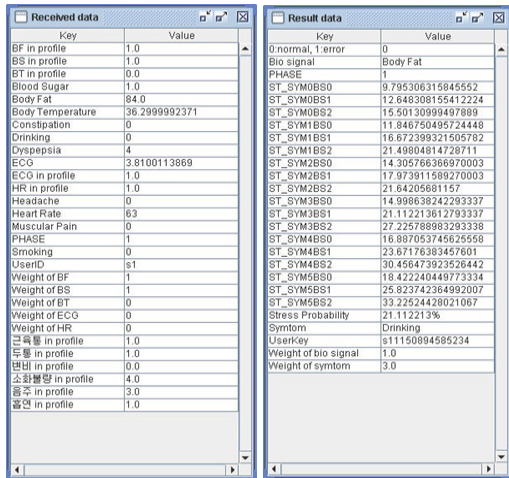 Received data
Key Value
BF in profile 1.0
BS in profile 1.0
BT in profile 0.0
Blood Sugar 1.0
Body Fat 84.0
Body Temperature 36.2999992371
Constipation 0
Drinking 0
Dyspepsia 4
ECG 3.8100113869
ECG in profile 1.0
HR in profile 1.0
Headache 0
Heart Rate 63
Muscular Pain 0
PHASE 1
Smoking 0
UserID s1
Weight of BF 1
Weight of BS 1
Weight of BT 0
Weight of ECG 0
Weight of HR 0
근육통 in profile 1.0
두통 in profile 1.0
변비 in profile 0.0
소화불량 in profile 4.0
음주 in profile 3.0
흡연 in profile 1.0
Result data
Key Value
0:normal, 1:error 0
Bio signal Body Fat
PHASE 1
ST_SYM0BS0 9.795306315845552
ST_SYM0BS1 12.648308155412224
ST_SYM0BS2 15.50130999497889
ST_SYM1BS0 11.846750495724448
ST_SYM1BS1 16.672399321505782
ST_SYM1BS2 21.49804814728711
ST_SYM2BS0 14.305766366970003
ST_SYM2BS1 17.973911589270003
ST_SYM2BS2 21.64205681157
ST_SYM3BS0 14.998638242293337
ST_SYM3BS1 21.112213612793337
ST_SYM3BS2 27.225788983293338
ST_SYM4BS0 16.887053745625558
ST_SYM4BS1 23.67176383457601
ST_SYM4BS2 30.456473923526442
ST_SYM5BS0 18.422240449773334
ST_SYM5BS1 25.823742364992007
ST_SYM5BS2 33.22524428021067
Stress Probability 21.112213%
Symtom Drinking
UserKey s11150894585234
Weight of bio signal 1.0
Weight of symtom 3.0